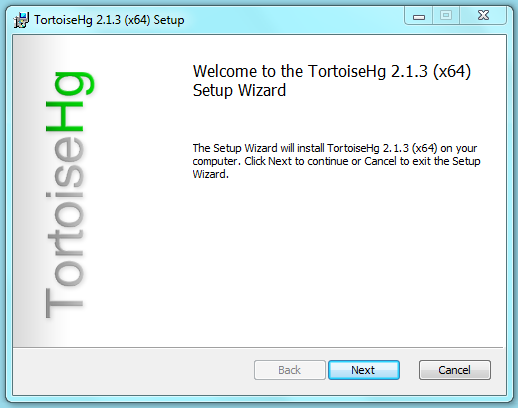 TortoiseHg 2.1.3 (x64) Setup
TortoiseHg
Welcome to the TortoiseHg 2.1.3 (x64)
Setup Wizard
The Setup Wizard will install TortoiseHg 2.1.3 (x64) on your
computer. Click Next to continue or Cancel to exit the Setup
Wizard.
Back
Next
Cancel